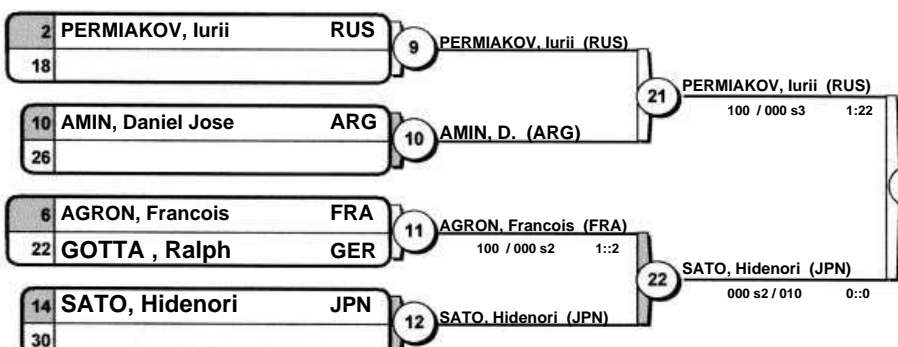 2 PERMIAKOV, Iurii RUS
18
9 PERMIAKOV, Iurii (RUS)
21 PERMIAKOV, Iurii (RUS)
100 / 000 s3 1:22
10 AMIN, Daniel Jose ARG
26
10 AMIN, D. (ARG)
6 AGRON, Francois FRA
22 GOTTA , Ralph GER
11 AGRON, Francois (FRA)
100 / 000 s2 1::2
22 SATO, Hidenori (JPN)
000 s2 / 010 0::0
14 SATO, Hidenori JPN
30
12 SATO, Hidenori (JPN)